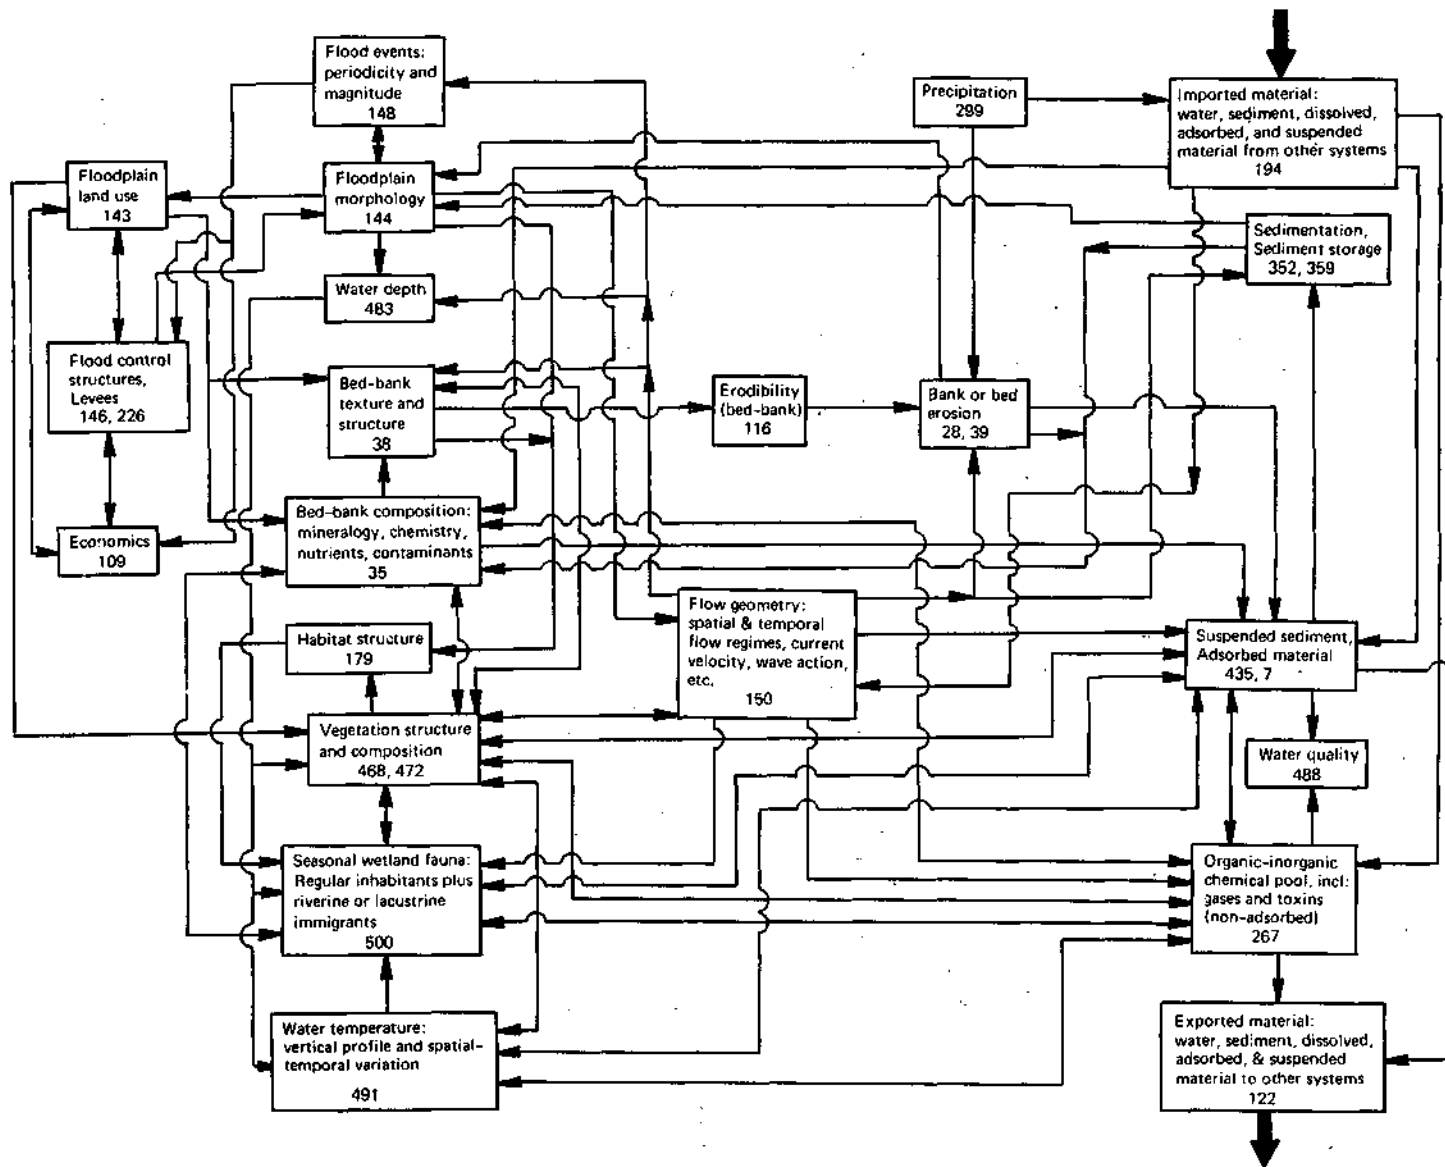 Flood events:
periodicity and
magnitude
148
Precipitation
299
Imported material:
water, sediment, dissolved,
adsorbed, and suspended
material from other systems
194
Floodplain
land use
143
Floodplain
morphology
144
Sedimentation,
Sediment storage
352, 359
Water depth
483
Flood control
structures,
Levees
146, 226
Bed-bank
texture and
structure
38
Erodibility
(bed-bank)
116
Bank or bed
erosion
28, 39
Economics
109
Bed-bank composition:
mineralogy, chemistry,
nutrients, contaminants
35
Flow geometry:
spatial & temporal
flow regimes, current
velocity, wave action,
etc.
150
Habitat structure
179
Suspended sediment,
Adsorbed material
435, 7
Vegetation structure
and composition
468, 472
Water quality
488
Seasonal wetland fauna:
Regular inhabitants plus
riverine or lacustrine
immigrants
500
Organic-inorganic
chemical pool, incl:
gases and toxins
(non-adsorbed)
267
Water temperature:
vertical profile and spatial-
temporal variation
491
Exported material:
water, sediment, dissolved,
adsorbed, & suspended
material to other systems
122